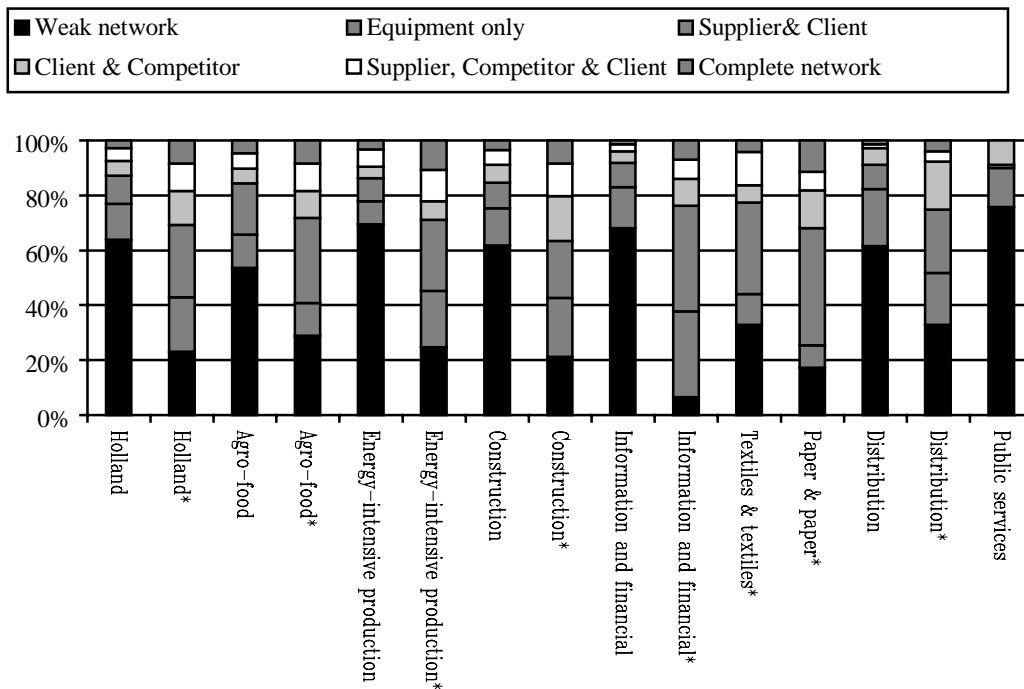 Weak network Equipment only Supplier& Client
Client & Competitor Supplier, Competitor & Client Complete network
100%
80%
60%
40%
20%
0%
Holland
Holland*
Agro-food
Agro-food*
Energy-intensive production
Energy-intensive production*
Construction
Construction*
Information and financial
Information and financial*
Textiles & textiles*
Paper & paper*
Distribution
Distribution*
Public services